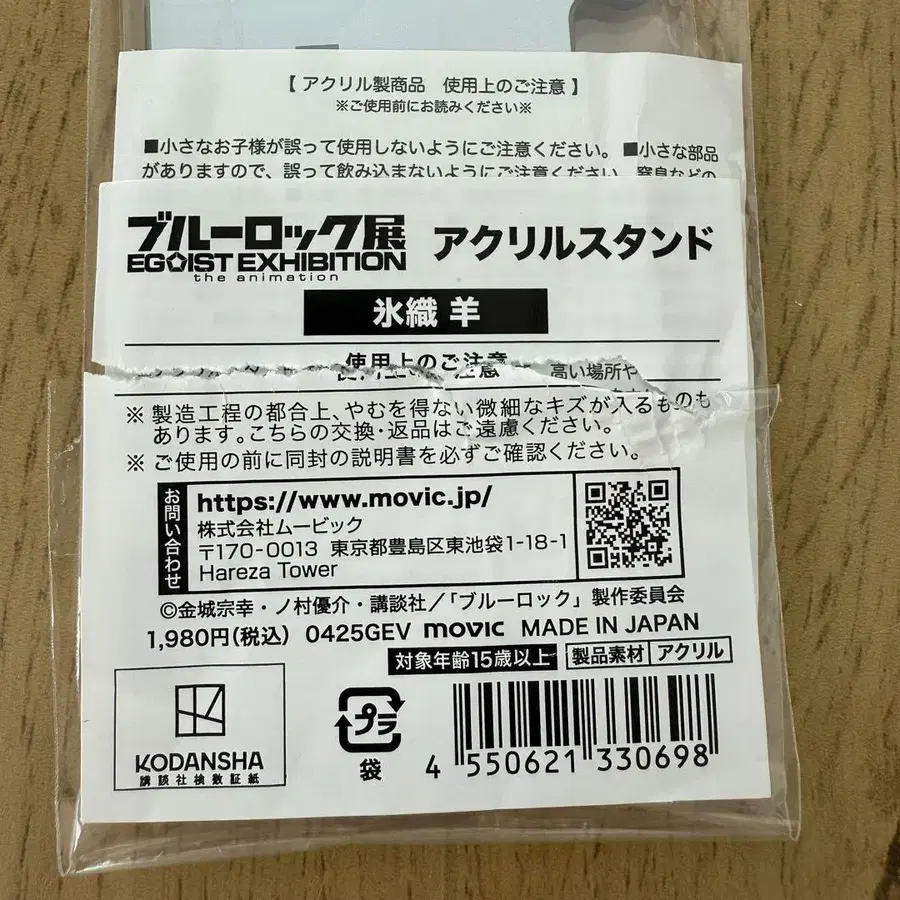 【 アクリル製商品　使用上のご注意 】
※ご使用前にお読みください※
■小さなお子様が誤って使用しないようにご注意ください。 ■小さな部品
がありますので、誤って飲み込まないようにご注意ください。窒息などの
ブルーロック展 アクリルスタンド
EGOIST EXHIBITION
the animation
氷織 羊
使用上のご注意
高い場所や
※ 製造工程の都合上、やむを得ない微細なキズが入るものも
あります。こちらの交換・返品はご遠慮ください。
※ ご使用の前に同封の説明書を必ずご確認ください。
お問い合わせ
https://www.movic.jp/
株式会社ムービック
〒170-0013 東京都豊島区東池袋1-18-1
Hareza Tower
©金城宗幸・ノ村優介・講談社／「ブルーロック」製作委員会
1,980円(税込) 0425GEV movic MADE IN JAPAN
対象年齢15歳以上 製品素材 アクリル
KODANSHA
講談社検数証紙
プラ
袋
4 550621 330698